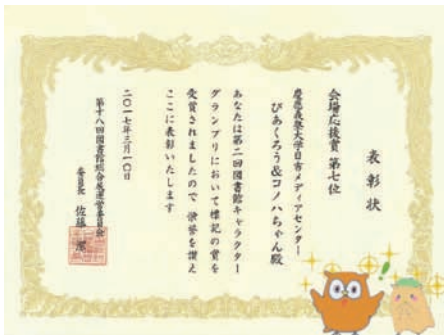 表彰状
会場応援賞 第七位
慶應義塾大学日吉メディアセンター
ぴあくろう&コノハちゃん殿
あなたは第二回図書館キャラクター
グランプリにおいて標記の賞を
受賞されましたので 栄誉を讃え
ここに表彰いたします
二〇一七年三月一〇日
第十八回図書館総合展運営委員会
委員長 佐藤 潔